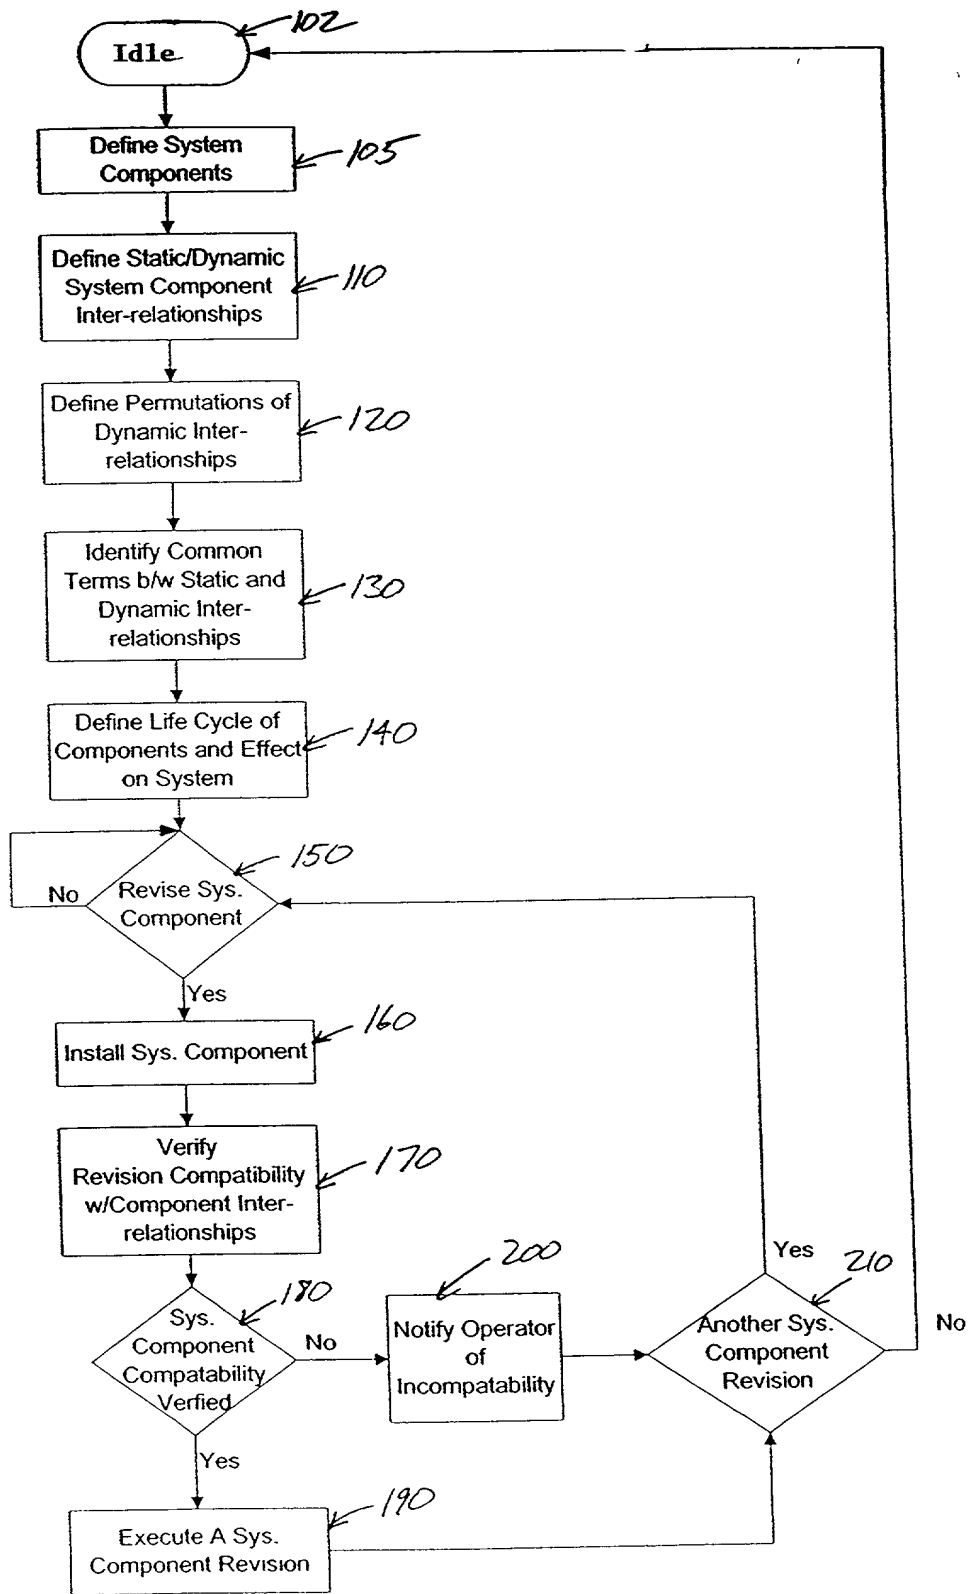 102
Idle
Define System
Components
105
Define Static/Dynamic
System Component
Inter-relationships
110
Define Permutations of
Dynamic Inter-
relationships
120
Identify Common
Terms b/w Static and
Dynamic Inter-
relationships
130
Define Life Cycle of
Components and Effect
on System
140
150
No
Revise Sys.
Component
Yes
160
Install Sys. Component
Verify
Revision Compatibility
w/Component Inter-
relationships
170
180
Sys.
Component
Compatability
Verfied
No
Yes
200
Notify Operator
of
Incompatability
Yes
210
Another Sys.
Component
Revision
No
190
Execute A Sys.
Component Revision